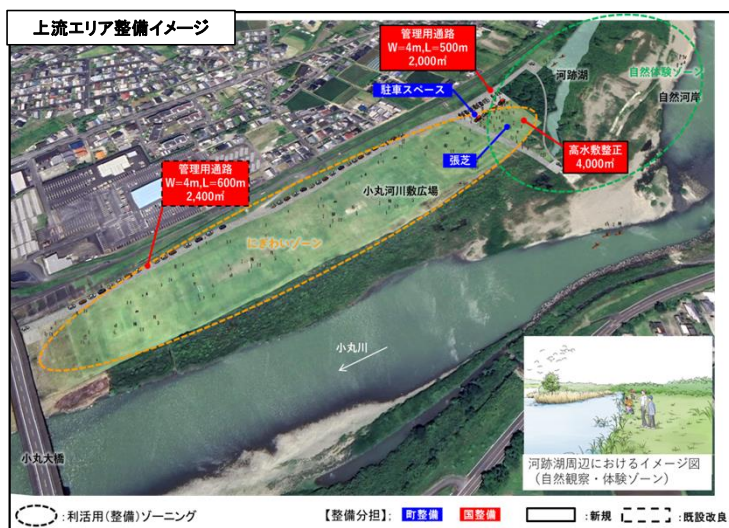 上流エリア整備イメージ
管理用通路
W=4m,L=500m
2,000㎡
河跡湖
自然体験ゾーン
自然河岸
駐車スペース
張芝
高水敷整正
4,000㎡
管理用通路
W=4m,L=600m
2,400㎡
小丸河川敷広場
にぎわいゾーン
小丸川
小丸大橋
河跡湖周辺におけるイメージ図
（自然観察・体験ゾーン）
：利活用（整備）ゾーニング
【整備分担】：
町整備
国整備
：新規
：既設改良